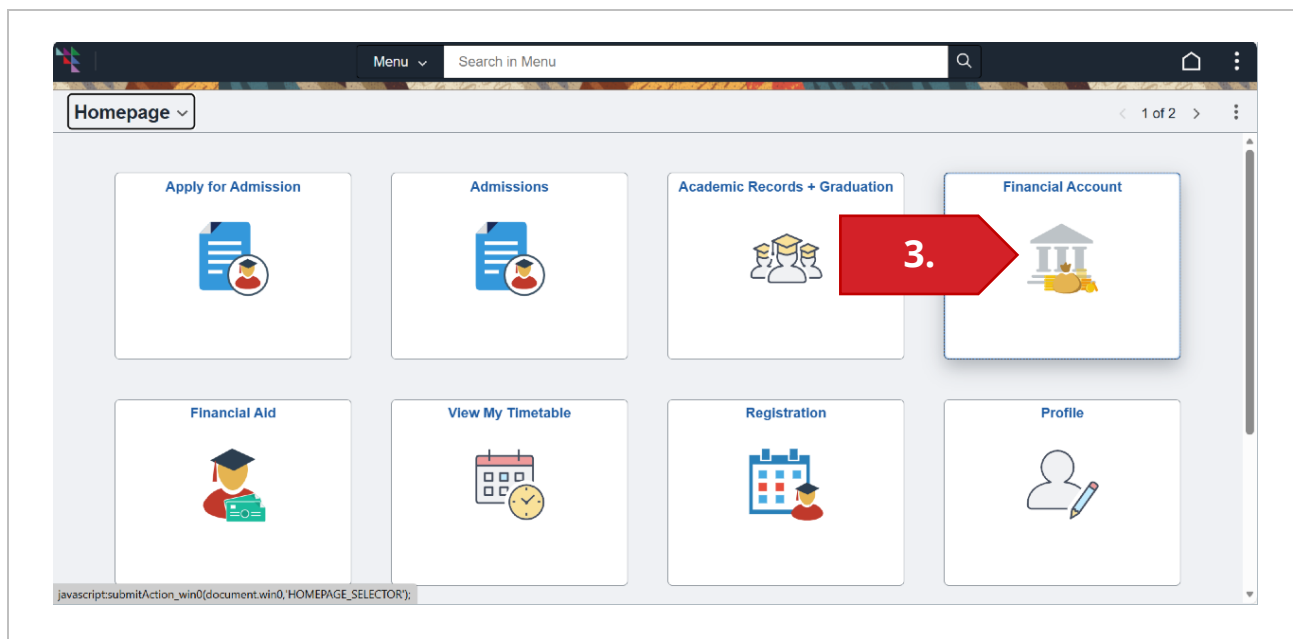 Menu
Search in Menu
Homepage
1 of 2
Apply for Admission
Admissions
Academic Records + Graduation
Financial Account
3.
Financial Aid
View My Timetable
Registration
Profile
javascript:submitAction_win0(document.win0,'HOMEPAGE_SELECTOR');